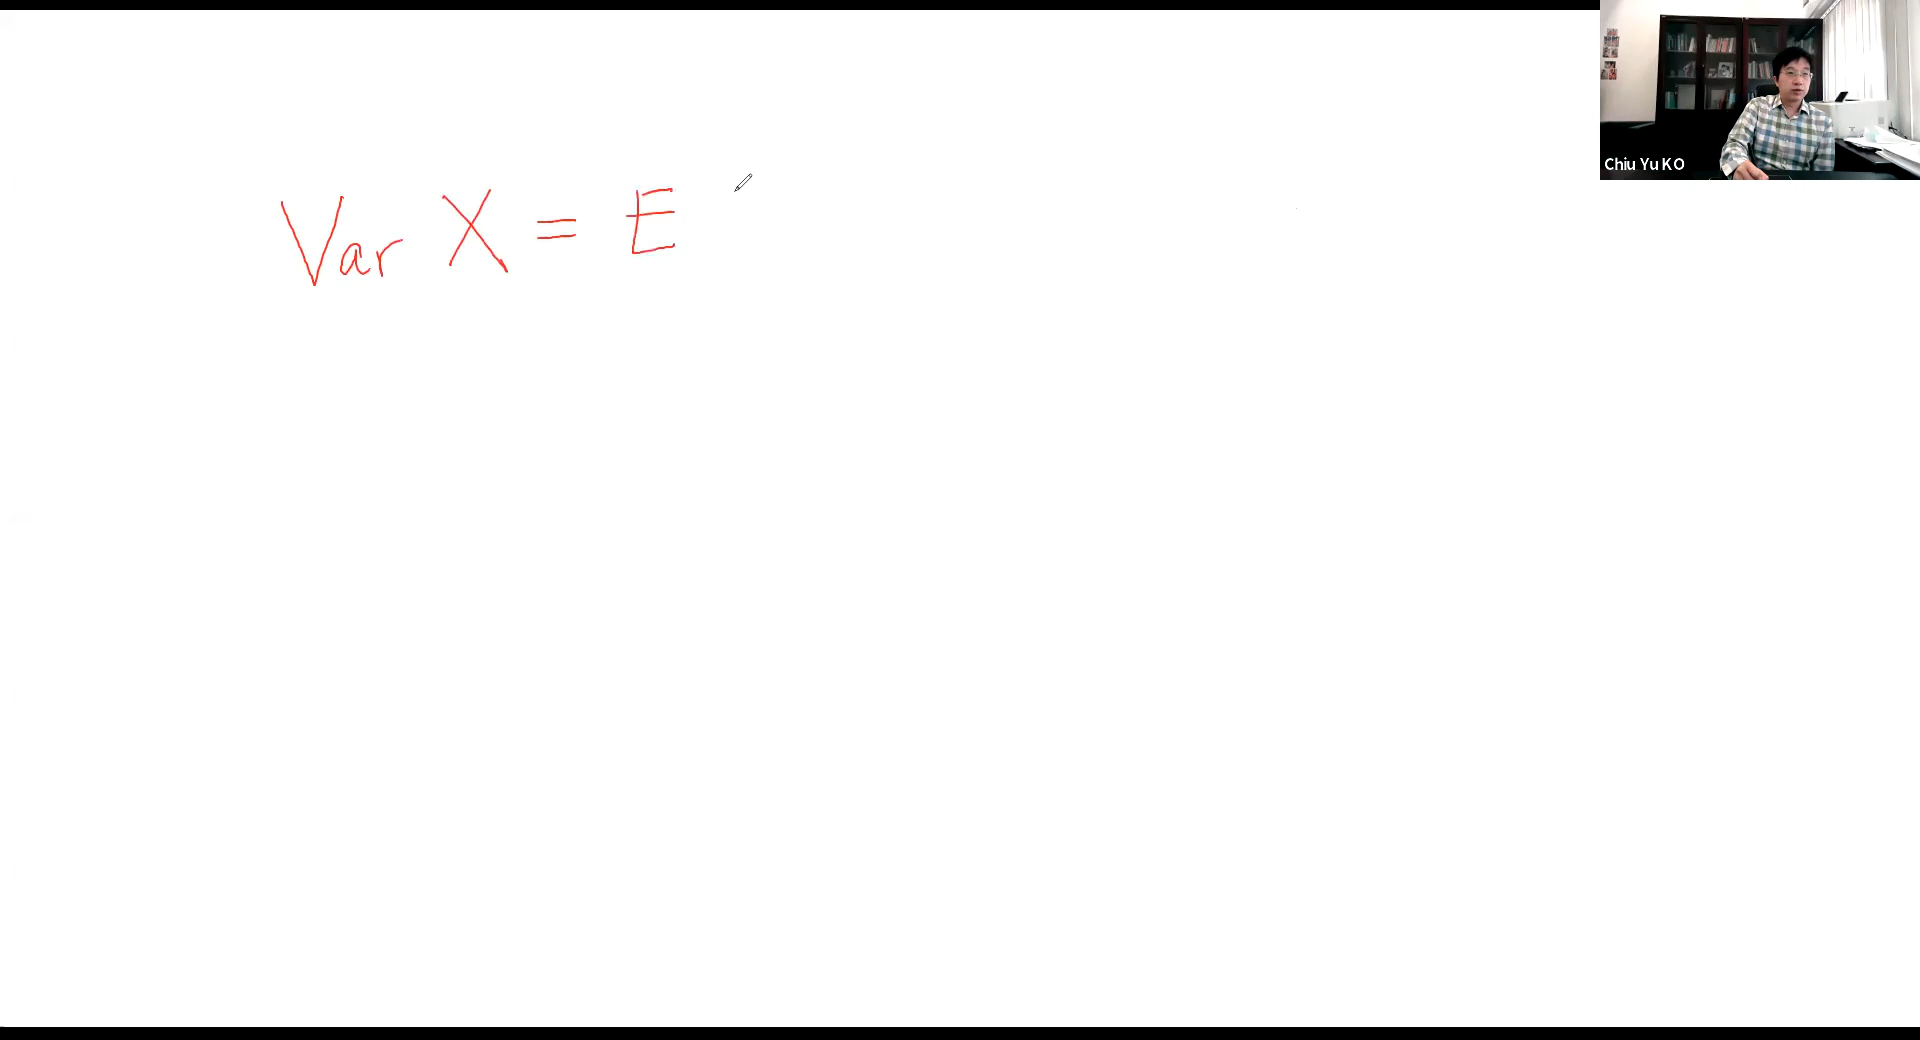 Chiu Yu KO
Var X = E